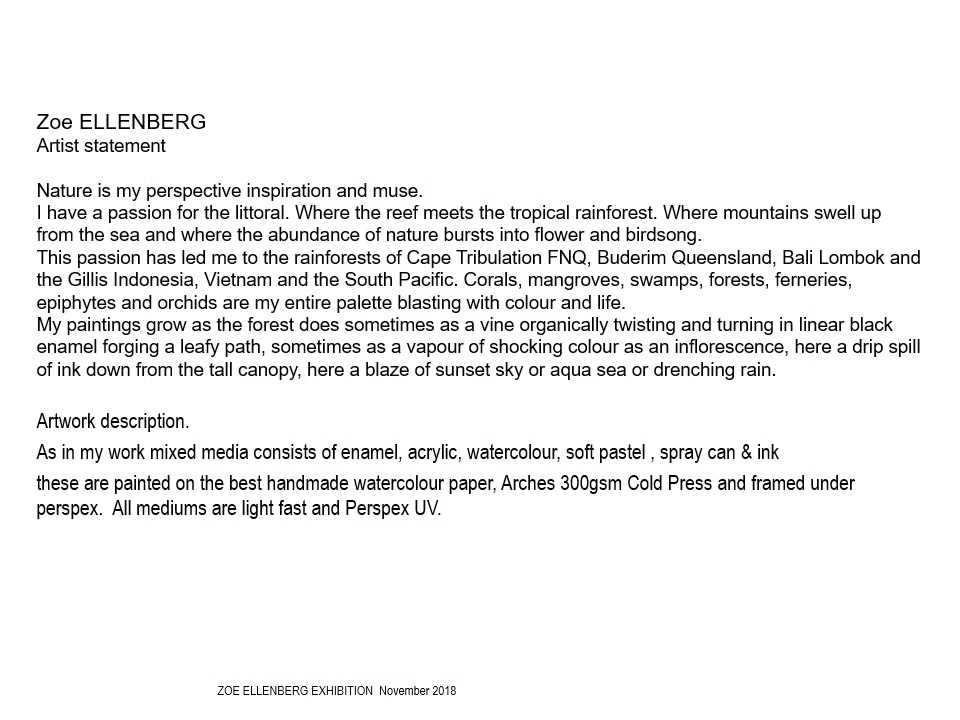 Zoe ELLENBERG
Artist statement
Nature is my perspective inspiration and muse.
I have a passion for the littoral. Where the reef meets the tropical rainforest. Where mountains swell up
from the sea and where the abundance of nature bursts into flower and birdsong.
This passion has led me to the rainforests of Cape Tribulation FNQ, Buderim Queensland, Bali Lombok and
the Gillis Indonesia, Vietnam and the South Pacific. Corals, mangroves, swamps, forests, ferneries,
epiphytes and orchids are my entire palette blasting with colour and life.
My paintings grow as the forest does sometimes as a vine organically twisting and turning in linear black
enamel forging a leafy path, sometimes as a vapour of shocking colour as an inflorescence, here a drip spill
of ink down from the tall canopy, here a blaze of sunset sky or aqua sea or drenching rain.
Artwork description.
As in my work mixed media consists of enamel, acrylic, watercolour, soft pastel , spray can & ink
these are painted on the best handmade watercolour paper, Arches 300gsm Cold Press and framed under
perspex.  All mediums are light fast and Perspex UV.
ZOE ELLENBERG EXHIBITION  November 2018